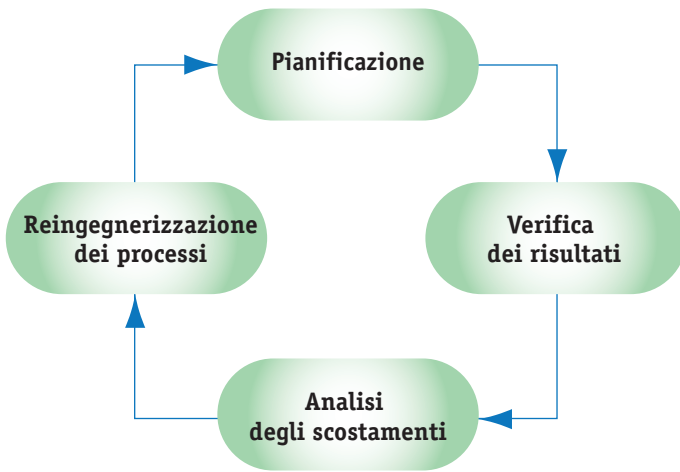 Pianificazione
Verifica
dei risultati
Analisi
degli scostamenti
Reingegnerizzazione
dei processi